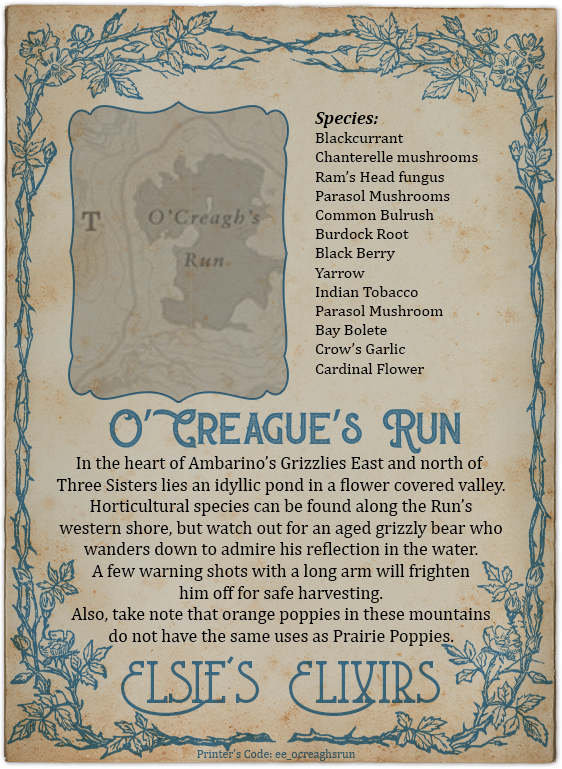 T
O'Creagh's
Run
Species:
Blackcurrant
Chanterelle mushrooms
Ram's Head fungus
Parasol Mushrooms
Common Bulrush
Burdock Root
Black Berry
Yarrow
Indian Tobacco
Parasol Mushroom
Bay Bolete
Crow's Garlic
Cardinal Flower
O'Creague's Run
In the heart of Ambarino's Grizzlies East and north of
Three Sisters lies an idyllic pond in a flower covered valley.
Horticultural species can be found along the Run's
western shore, but watch out for an aged grizzly bear who
wanders down to admire his reflection in the water.
A few warning shots with a long arm will frighten
him off for safe harvesting.
Also, take note that orange poppies in these mountains
do not have the same uses as Prairie Poppies.
Elsie's Elixirs
Printer's Code: ee_ocreaghsrun